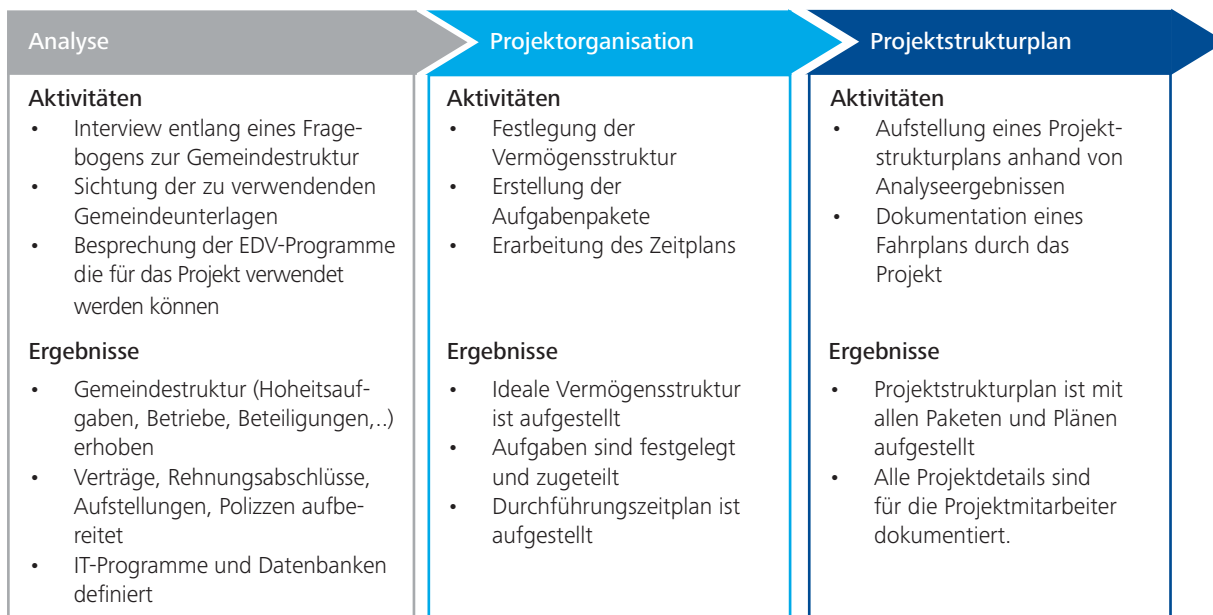 Analyse
Aktivitäten
• Interview entlang eines Frage-
bogens zur Gemeindestruktur
• Sichtung der zu verwendenden
Gemeindeunterlagen
• Besprechung der EDV-Programme
die für das Projekt verwendet
werden können
Ergebnisse
• Gemeindestruktur (Hoheitsauf-
gaben, Betriebe, Beteiligungen,..)
erhoben
• Verträge, Rehnungsabschlüsse,
Aufstellungen, Polizzen aufbe-
reitet
• IT-Programme und Datenbanken
definiert
Projektorganisation
Aktivitäten
• Festlegung der
Vermögensstruktur
• Erstellung der
Aufgabenpakete
• Erarbeitung des Zeitplans
Ergebnisse
• Ideale Vermögensstruktur
ist aufgestellt
• Aufgaben sind festgelegt
und zugeteilt
• Durchführungszeitplan ist
aufgestellt
Projektstrukturplan
Aktivitäten
• Aufstellung eines Projekt-
strukturplans anhand von
Analyseergebnissen
• Dokumentation eines
Fahrplans durch das
Projekt
Ergebnisse
• Projektstrukturplan ist mit
allen Paketen und Plänen
aufgestellt
• Alle Projektdetails sind
für die Projektmitarbeiter
dokumentiert.